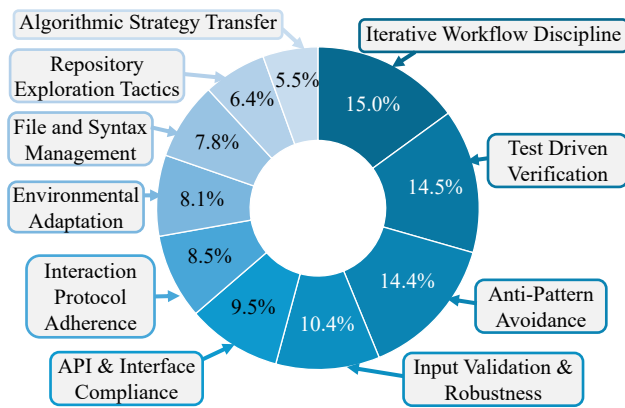 Algorithmic Strategy Transfer
Iterative Workflow Discipline
Repository
Exploration Tactics
5.5%
6.4%
15.0%
File and Syntax
Management
7.8%
Test Driven
Verification
14.5%
Environmental
Adaptation
8.1%
Interaction
Protocol
Adherence
8.5%
14.4%
Anti-Pattern
Avoidance
9.5%
10.4%
API & Interface
Compliance
Input Validation &
Robustness